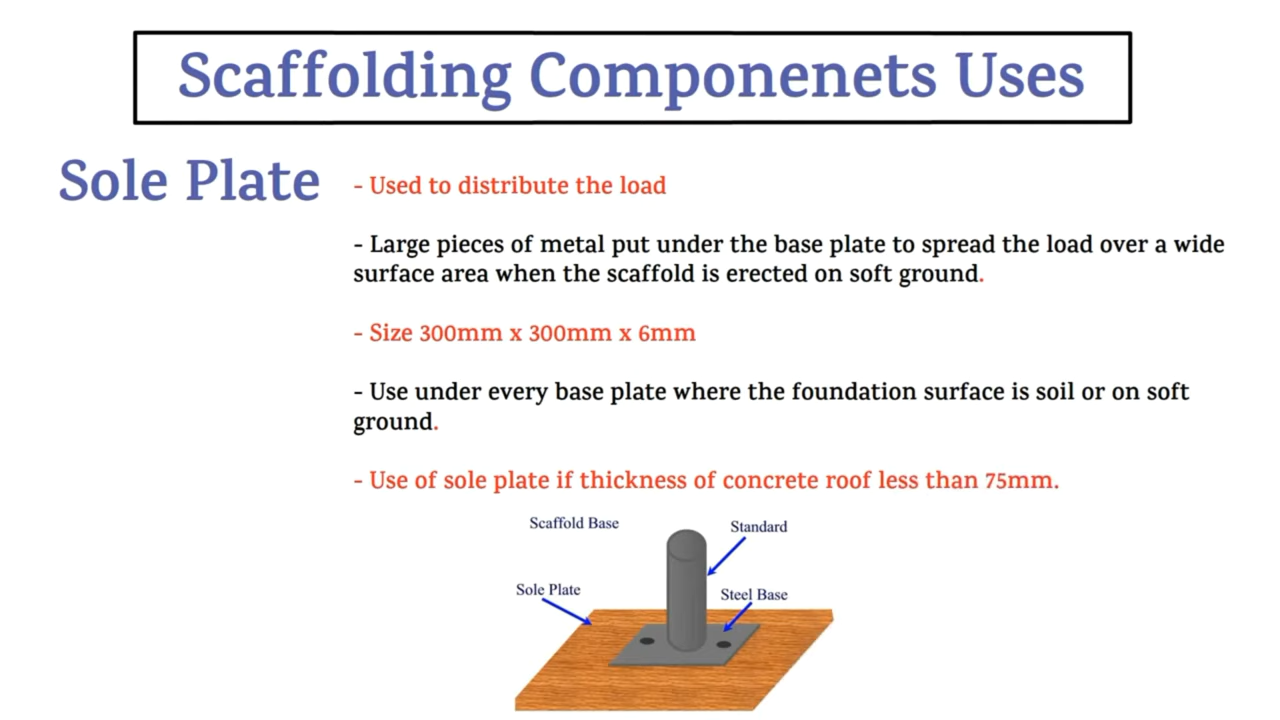 Scaffolding Componenets Uses
Sole Plate
- Used to distribute the load
- Large pieces of metal put under the base plate to spread the load over a wide
surface area when the scaffold is erected on soft ground.
- Size 300mm x 300mm x 6mm
- Use under every base plate where the foundation surface is soil or on soft
ground.
- Use of sole plate if thickness of concrete roof less than 75mm.
Scaffold Base
Standard
Sole Plate
Steel Base